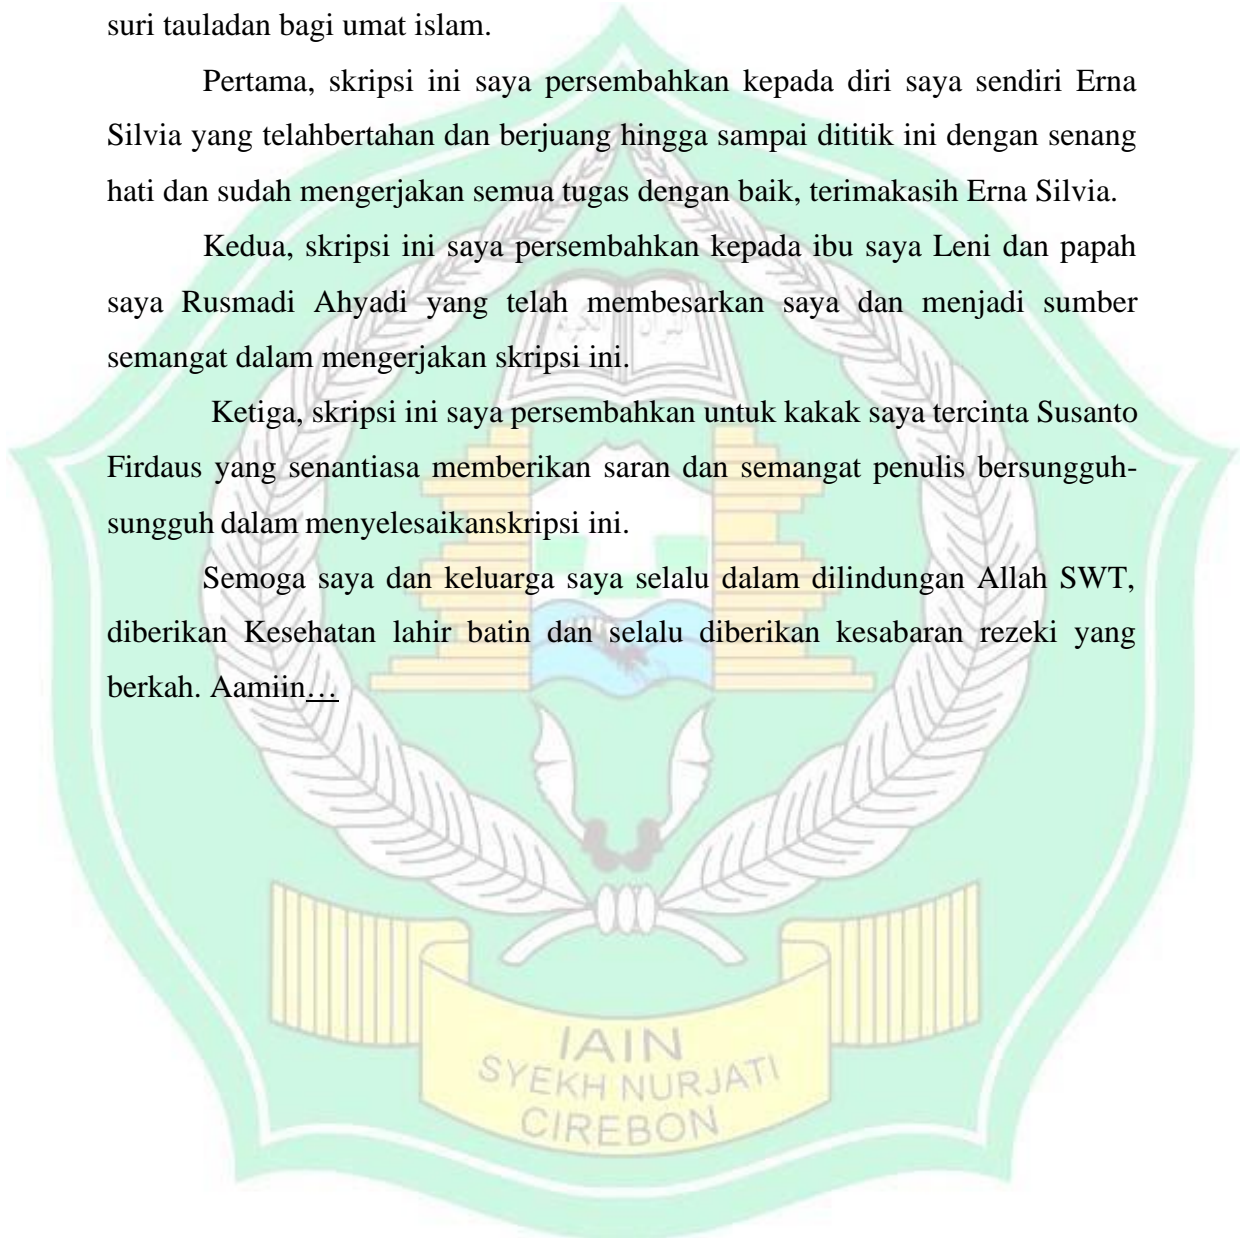 suri tauladan bagi umat islam.
Pertama, skripsi ini saya persembahkan kepada diri saya sendiri Erna
Silvia yang telahbertahan dan berjuang hingga sampai dititik ini dengan senang
hati dan sudah mengerjakan semua tugas dengan baik, terimakasih Erna Silvia.
Kedua, skripsi ini saya persembahkan kepada ibu saya Leni dan papah
saya Rusmadi Ahyadi yang telah membesarkan saya dan menjadi sumber
semangat dalam mengerjakan skripsi ini.
Ketiga, skripsi ini saya persembahkan untuk kakak saya tercinta Susanto
Firdaus yang senantiasa memberikan saran dan semangat penulis bersungguh-
sungguh dalam menyelesaikanskripsi ini.
Semoga saya dan keluarga saya selalu dalam dilindungan Allah SWT,
diberikan Kesehatan lahir batin dan selalu diberikan kesabaran rezeki yang
berkah. Aamiin…
IAIN
SYEKH NURJATI
CIREBON